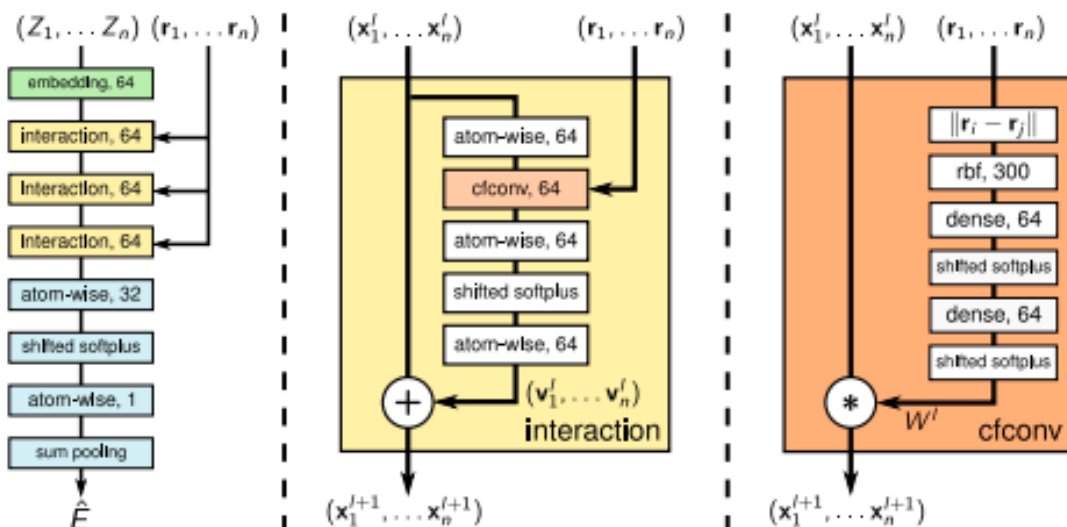 (Z₁, . . . Zₙ) (r₁, . . . rₙ)
embedding, 64
interaction, 64
Interaction, 64
Interaction, 64
atom-wise, 32
shifted softplus
atom-wise, 1
sum pooling
Ê
(x₁ˡ, . . . xₙˡ) (r₁, . . . rₙ)
atom-wise, 64
cfconv, 64
atom-wise, 64
shifted softplus
atom-wise, 64
+
(v₁ˡ, . . . vₙˡ)
interaction
(x₁ˡ⁺¹, . . . xₙˡ⁺¹)
(x₁ˡ, . . . xₙˡ) (r₁, . . . rₙ)
‖rᵢ − rⱼ‖
rbf, 300
dense, 64
shifted softplus
dense, 64
shifted softplus
*
Wˡ
cfconv
(x₁ˡ⁺¹, . . . xₙˡ⁺¹)